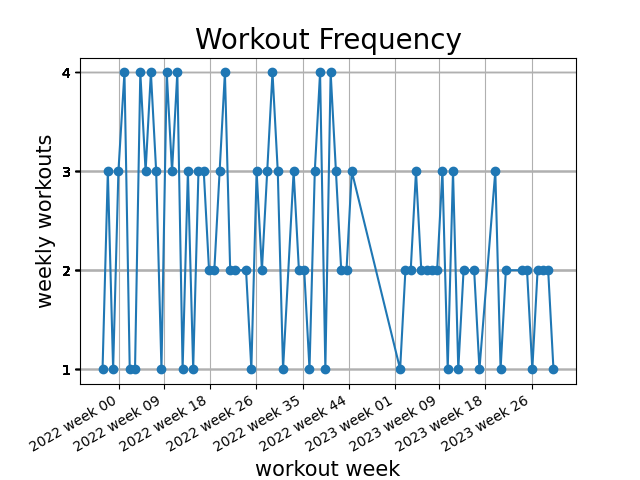 Workout Frequency
weekly workouts
4
3
2
1
2022 week 00
2022 week 09
2022 week 18
2022 week 26
2022 week 35
2022 week 44
2023 week 01
2023 week 09
2023 week 18
2023 week 26
workout week